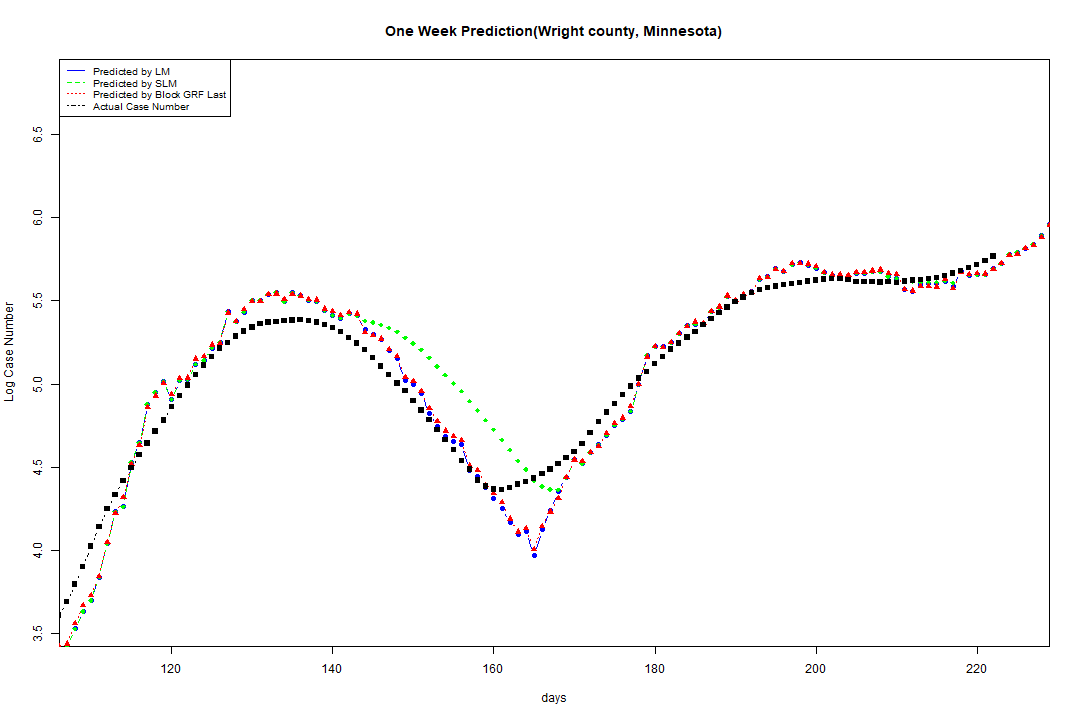 One Week Prediction(Wright county, Minnesota)
Predicted by LM
Predicted by SLM
Predicted by Block GRF Last
Actual Case Number
Log Case Number
6.5
6.0
5.5
5.0
4.5
4.0
3.5
120 140 160 180 200 220
days